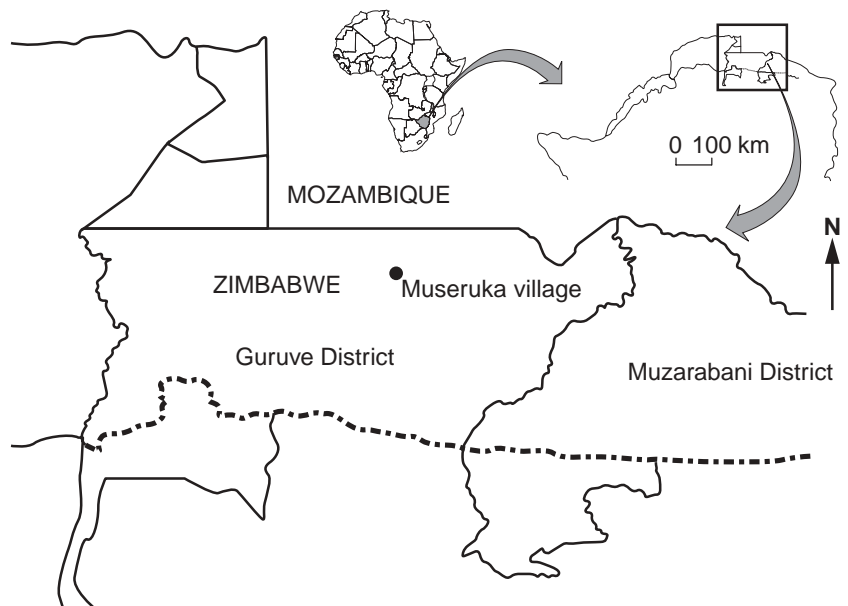 0 100 km
MOZAMBIQUE
N
ZIMBABWE
Museruka village
Guruve District
Muzarabani District